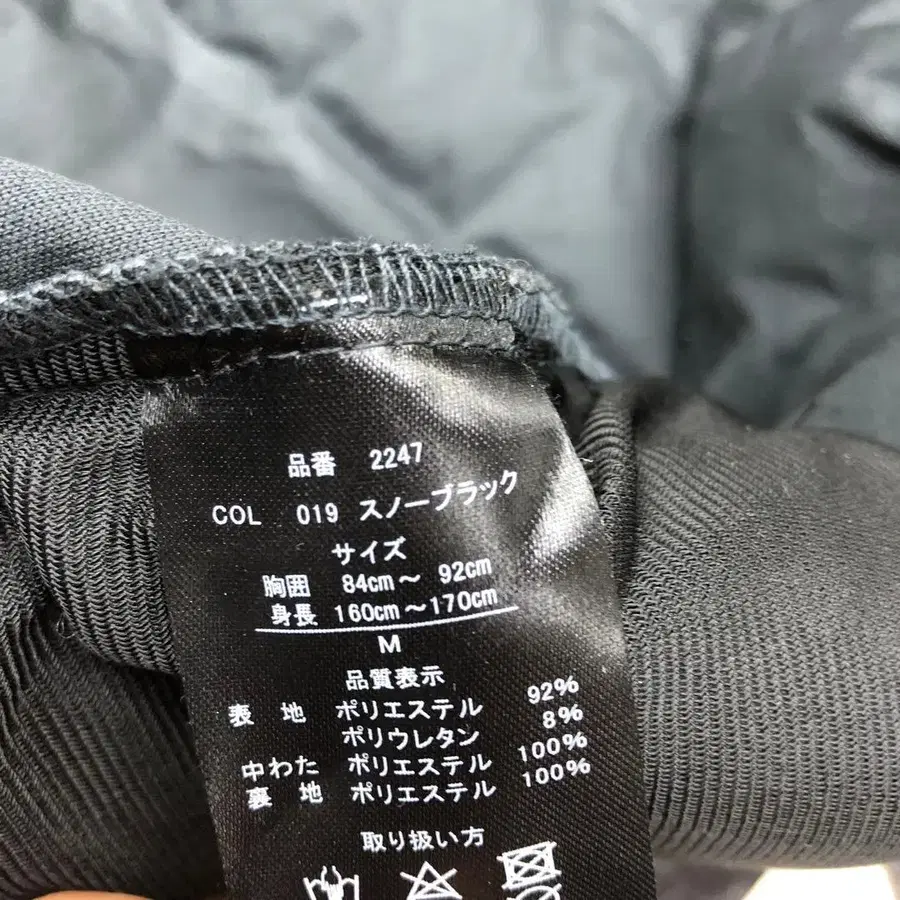 品番 2247
COL 019 スノーブラック
サイズ
胸囲 84cm～ 92cm
身長 160cm～170cm
M
品質表示
表 地 ポリエステル 92%
ポリウレタン 8%
中わた ポリエステル 100%
裏 地 ポリエステル 100%
取り扱い方